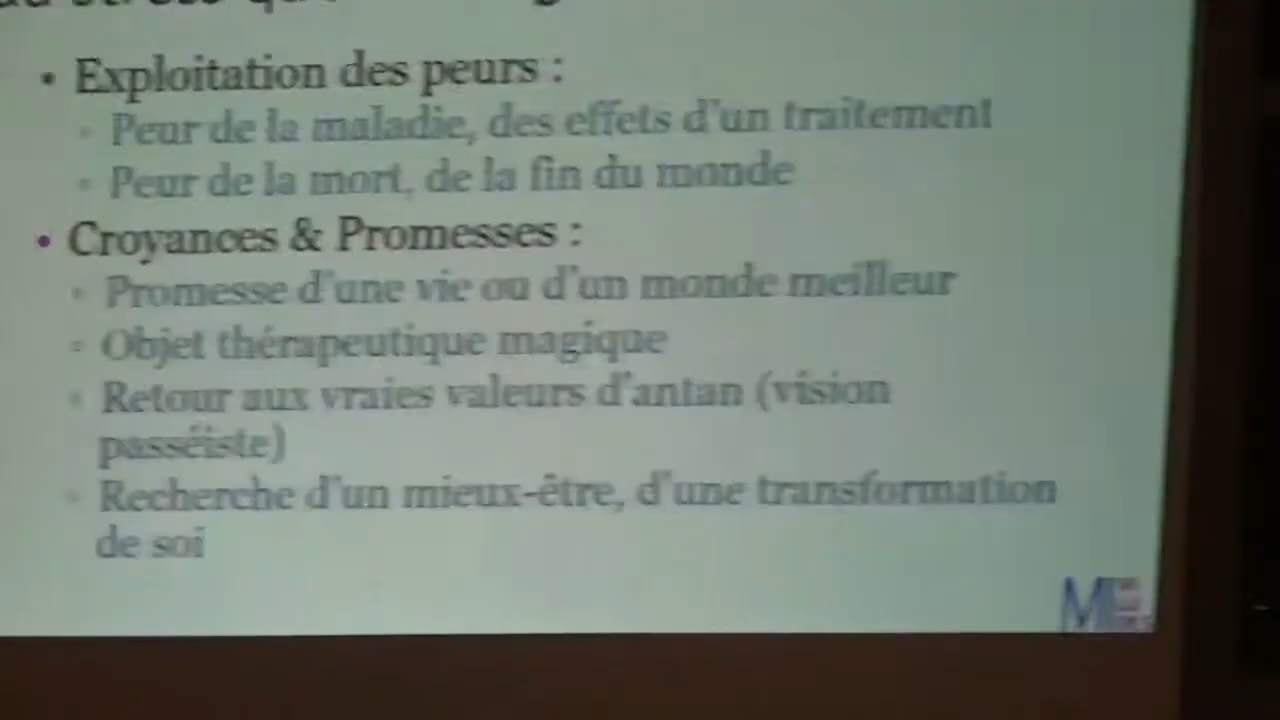 • Exploitation des peurs :
Peur de la maladie, des effets d'un traitement
Peur de la mort, de la fin du monde
• Croyances & Promesses :
Promesse d'une vie ou d'un monde meilleur
Objet thérapeutique magique
Retour aux vraies valeurs d'antan (vision
passéiste)
Recherche d'un mieux-être, d'une transformation
de soi